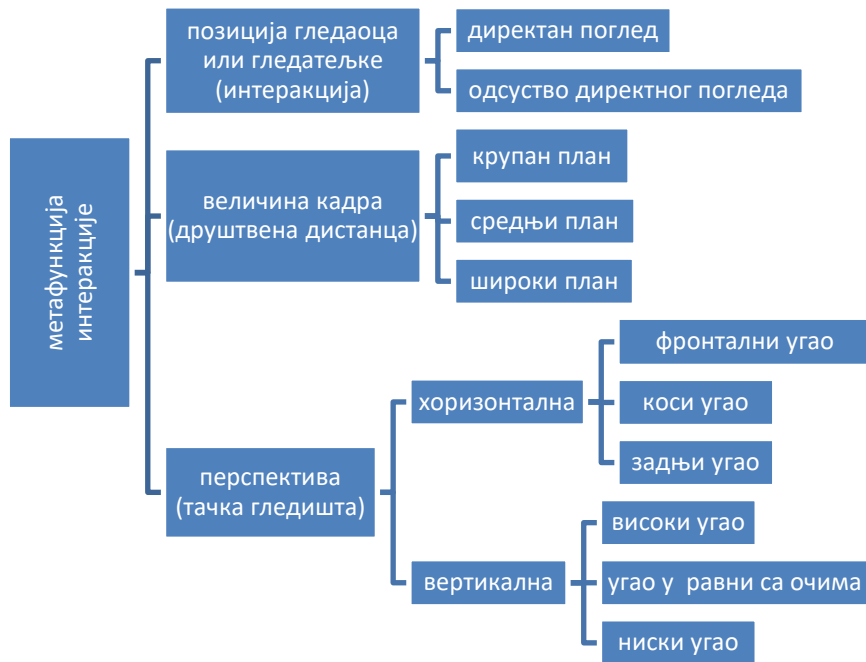 метафункција
интеракције
позиција гледаоца
или гледатељке
(интеракција)
директан поглед
одсуство директног погледа
величина кадра
(друштвена дистанца)
крупан план
средњи план
широки план
перспектива
(тачка гледишта)
хоризонтална
фронтални угао
коси угао
задњи угао
вертикална
високи угао
угао у равни са очима
ниски угао